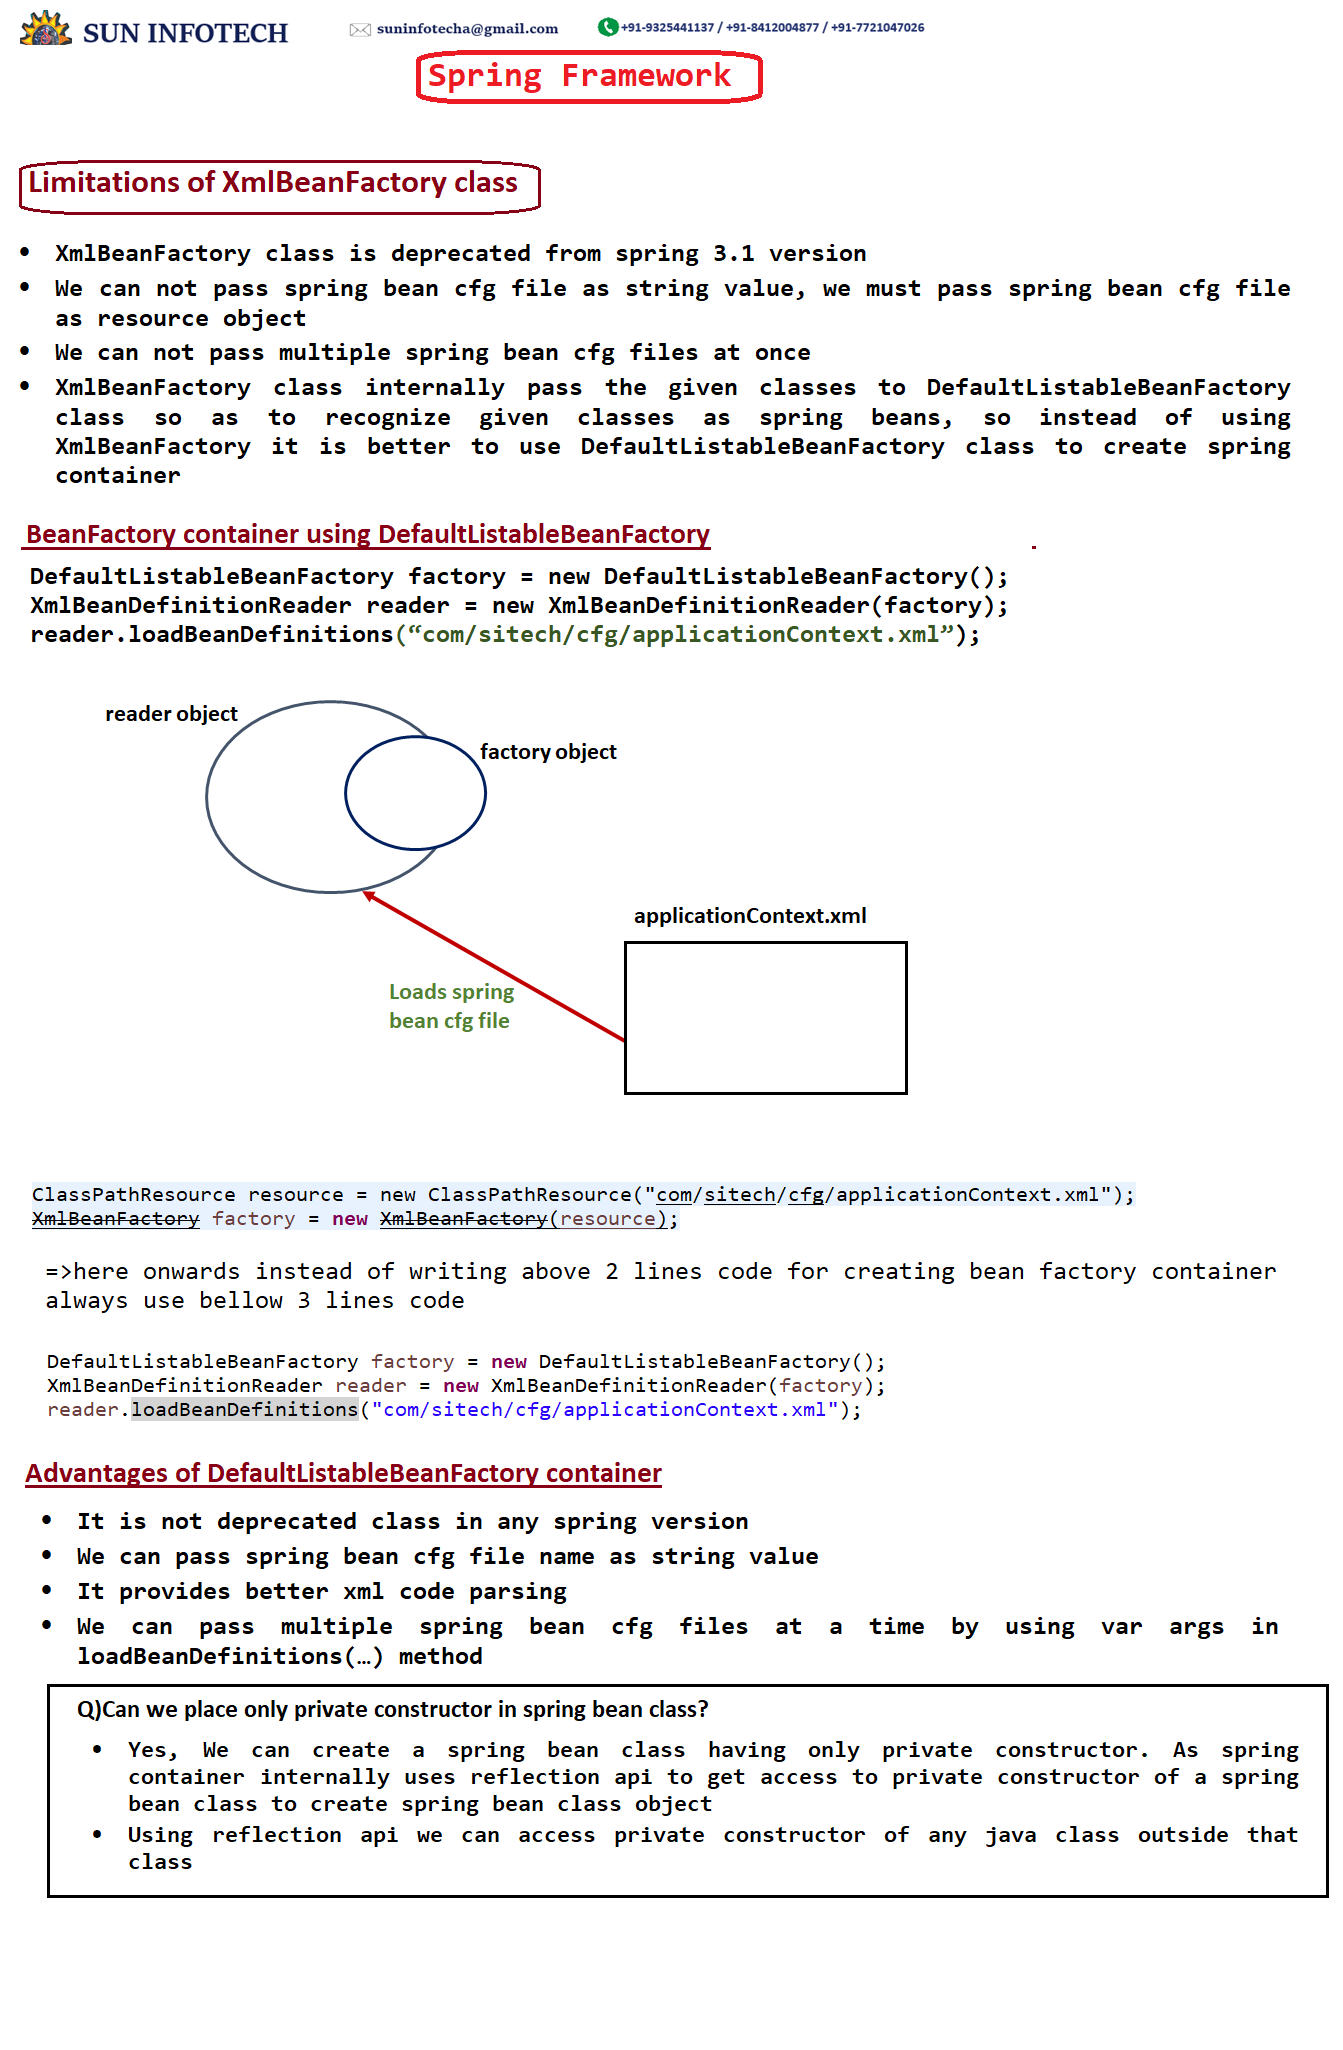 SUN INFOTECH suninfotecha@gmail.com +91-9325441137 / +91-8412004877 / +91-7721047026
Spring Framework
Limitations of XmlBeanFactory class
• XmlBeanFactory class is deprecated from spring 3.1 version
• We can not pass spring bean cfg file as string value, we must pass spring bean cfg file
as resource object
• We can not pass multiple spring bean cfg files at once
• XmlBeanFactory class internally pass the given classes to DefaultListableBeanFactory
class so as to recognize given classes as spring beans, so instead of using
XmlBeanFactory it is better to use DefaultListableBeanFactory class to create spring
container
BeanFactory container using DefaultListableBeanFactory
DefaultListableBeanFactory factory = new DefaultListableBeanFactory();
XmlBeanDefinitionReader reader = new XmlBeanDefinitionReader(factory);
reader.loadBeanDefinitions(“com/sitech/cfg/applicationContext.xml”);
reader object
factory object
applicationContext.xml
Loads spring
bean cfg file
ClassPathResource resource = new ClassPathResource("com/sitech/cfg/applicationContext.xml");
XmlBeanFactory factory = new XmlBeanFactory(resource);
=>here onwards instead of writing above 2 lines code for creating bean factory container
always use bellow 3 lines code
DefaultListableBeanFactory factory = new DefaultListableBeanFactory();
XmlBeanDefinitionReader reader = new XmlBeanDefinitionReader(factory);
reader.loadBeanDefinitions("com/sitech/cfg/applicationContext.xml");
Advantages of DefaultListableBeanFactory container
• It is not deprecated class in any spring version
• We can pass spring bean cfg file name as string value
• It provides better xml code parsing
• We can pass multiple spring bean cfg files at a time by using var args in
loadBeanDefinitions(…) method
Q)Can we place only private constructor in spring bean class?
• Yes, We can create a spring bean class having only private constructor. As spring
container internally uses reflection api to get access to private constructor of a spring
bean class to create spring bean class object
• Using reflection api we can access private constructor of any java class outside that
class